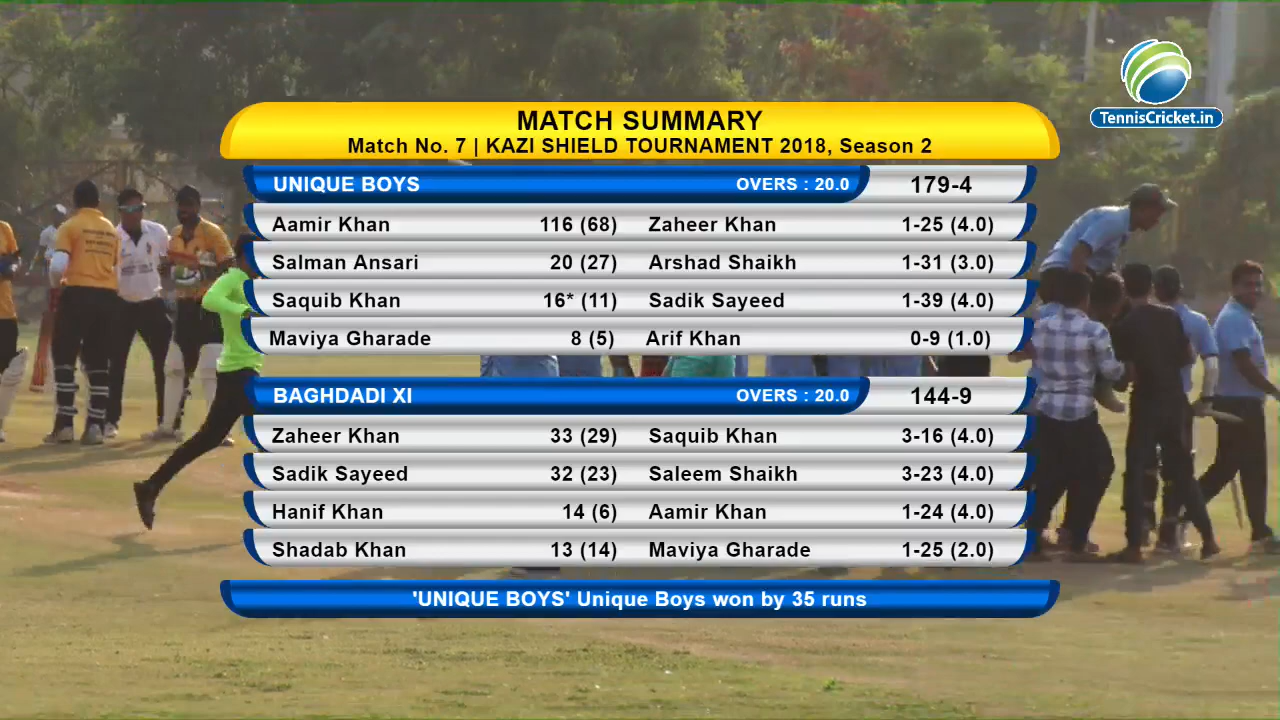 TennisCricket.in
MATCH SUMMARY
Match No. 7 | KAZI SHIELD TOURNAMENT 2018, Season 2
UNIQUE BOYS OVERS : 20.0 179-4
Aamir Khan 116 (68) Zaheer Khan 1-25 (4.0)
Salman Ansari 20 (27) Arshad Shaikh 1-31 (3.0)
Saquib Khan 16* (11) Sadik Sayeed 1-39 (4.0)
Maviya Gharade 8 (5) Arif Khan 0-9 (1.0)
BAGHDADI XI OVERS : 20.0 144-9
Zaheer Khan 33 (29) Saquib Khan 3-16 (4.0)
Sadik Sayeed 32 (23) Saleem Shaikh 3-23 (4.0)
Hanif Khan 14 (6) Aamir Khan 1-24 (4.0)
Shadab Khan 13 (14) Maviya Gharade 1-25 (2.0)
'UNIQUE BOYS' Unique Boys won by 35 runs